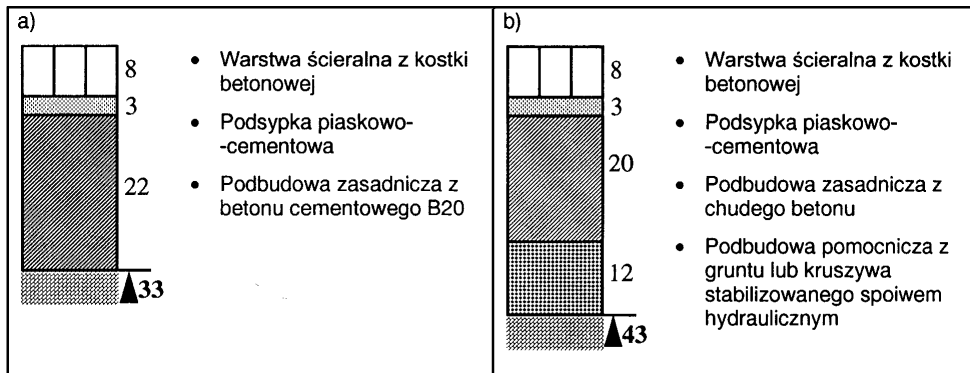 a)
8
3
22
33
• Warstwa ścieralna z kostki
betonowej
• Podsypka piaskowo-
-cementowa
• Podbudowa zasadnicza z
betonu cementowego B20
b)
8
3
20
12
43
• Warstwa ścieralna z kostki
betonowej
• Podsypka piaskowo-
-cementowa
• Podbudowa zasadnicza z
chudego betonu
• Podbudowa pomocnicza z
gruntu lub kruszywa
stabilizowanego spoiwem
hydraulicznym